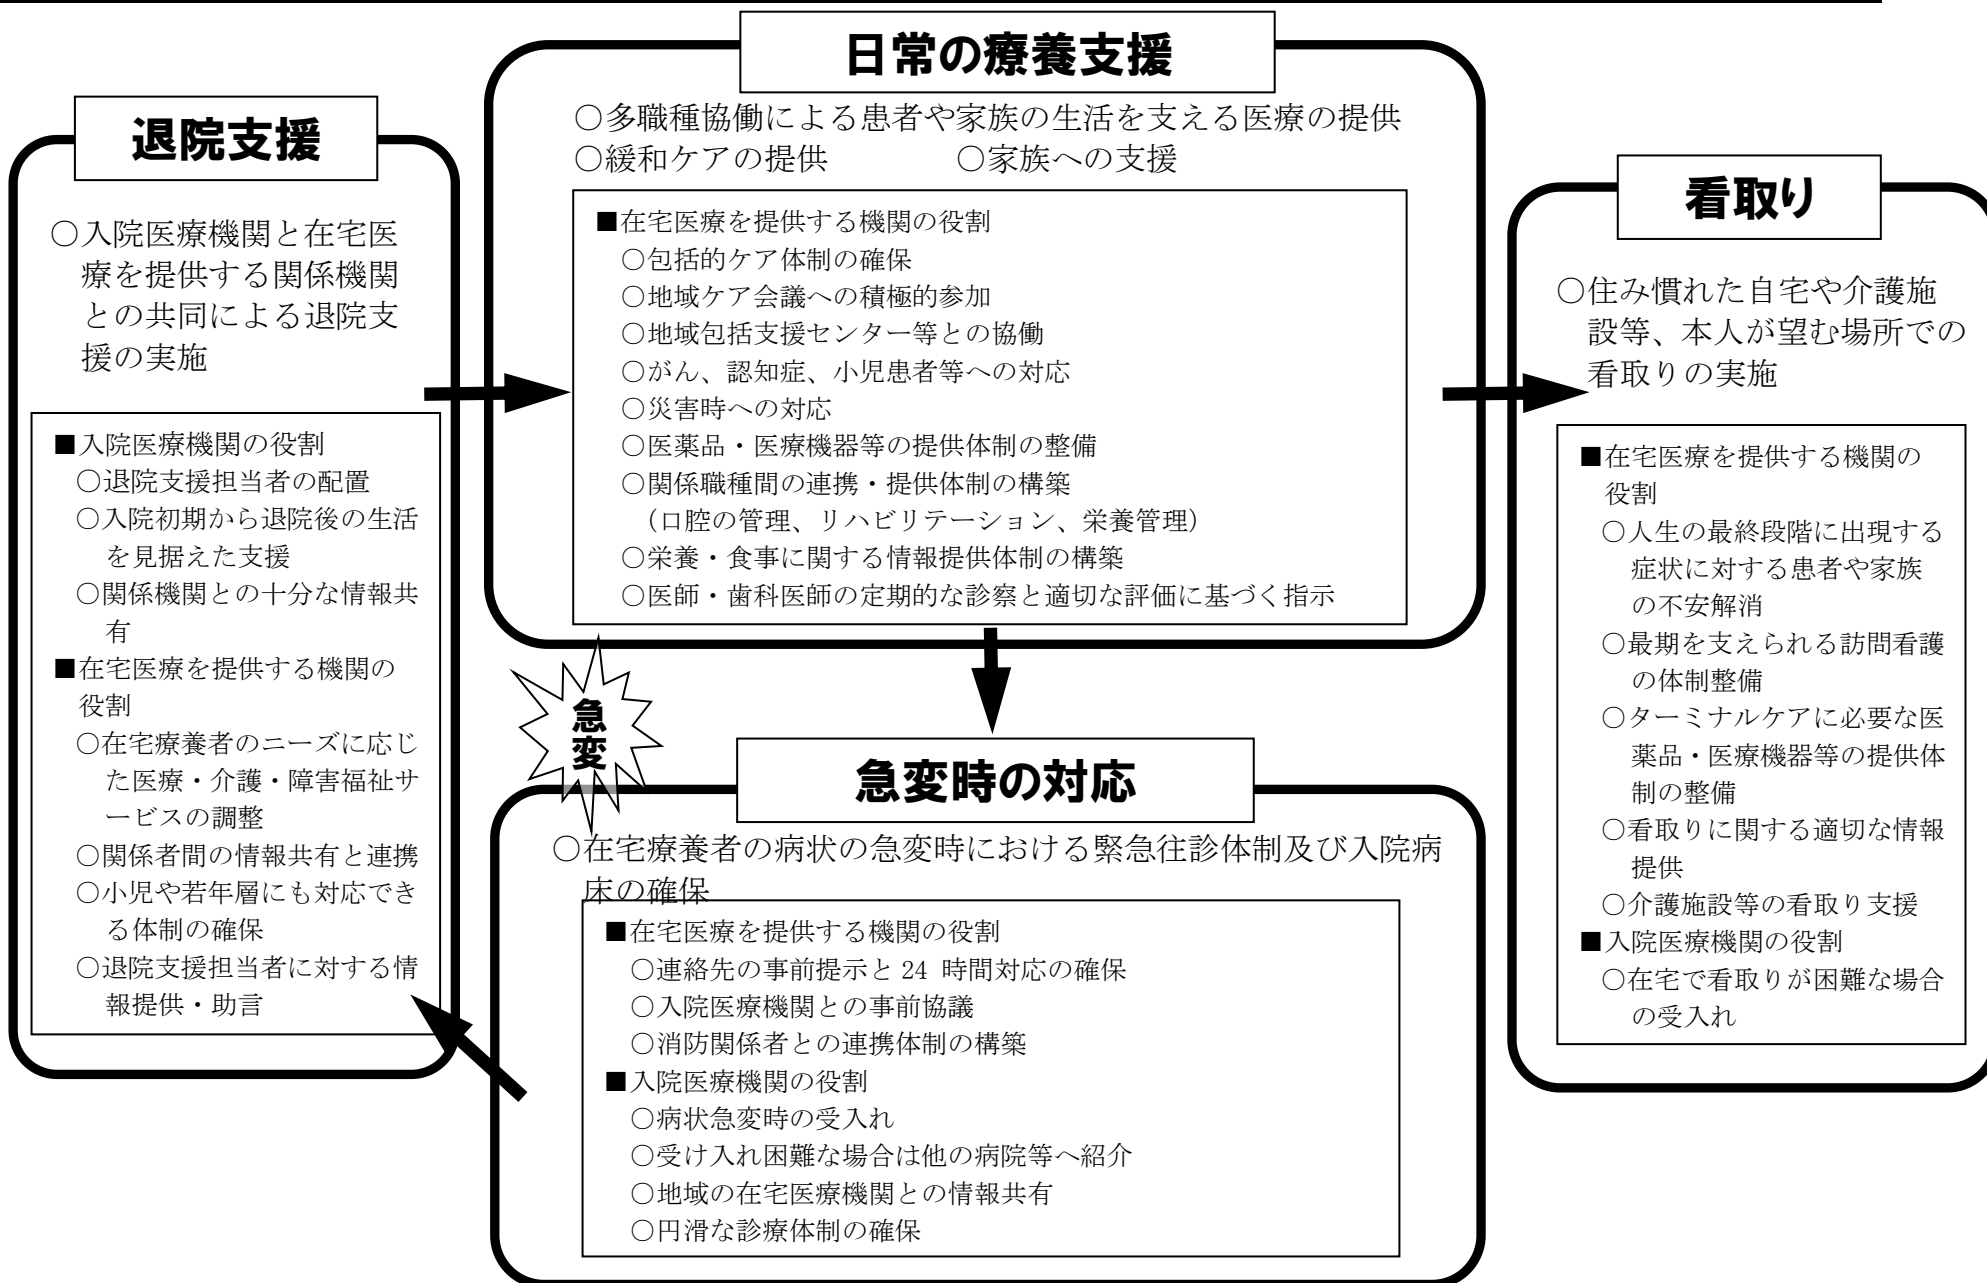 退院支援
○入院医療機関と在宅医
療を提供する関係機関
との共同による退院支
援の実施
■入院医療機関の役割
○退院支援担当者の配置
○入院初期から退院後の生活
を見据えた支援
○関係機関との十分な情報共
有
■在宅医療を提供する機関の
役割
○在宅療養者のニーズに応じ
た医療・介護・障害福祉サ
ービスの調整
○関係者間の情報共有と連携
○小児や若年層にも対応でき
る体制の確保
○退院支援担当者に対する情
報提供・助言
日常の療養支援
○多職種協働による患者や家族の生活を支える医療の提供
○緩和ケアの提供　　　　○家族への支援
■在宅医療を提供する機関の役割
○包括的ケア体制の確保
○地域ケア会議への積極的参加
○地域包括支援センター等との協働
○がん、認知症、小児患者等への対応
○災害時への対応
○医薬品・医療機器等の提供体制の整備
○関係職種間の連携・提供体制の構築
（口腔の管理、リハビリテーション、栄養管理）
○栄養・食事に関する情報提供体制の構築
○医師・歯科医師の定期的な診察と適切な評価に基づく指示
急変
急変時の対応
○在宅療養者の病状の急変時における緊急往診体制及び入院病
床の確保
■在宅医療を提供する機関の役割
○連絡先の事前提示と 24 時間対応の確保
○入院医療機関との事前協議
○消防関係者との連携体制の構築
■入院医療機関の役割
○病状急変時の受入れ
○受け入れ困難な場合は他の病院等へ紹介
○地域の在宅医療機関との情報共有
○円滑な診療体制の確保
看取り
○住み慣れた自宅や介護施
設等、本人が望む場所での
看取りの実施
■在宅医療を提供する機関の
役割
○人生の最終段階に出現する
症状に対する患者や家族
の不安解消
○最期を支えられる訪問看護
の体制整備
○ターミナルケアに必要な医
薬品・医療機器等の提供体
制の整備
○看取りに関する適切な情報
提供
○介護施設等の看取り支援
■入院医療機関の役割
○在宅で看取りが困難な場合
の受入れ